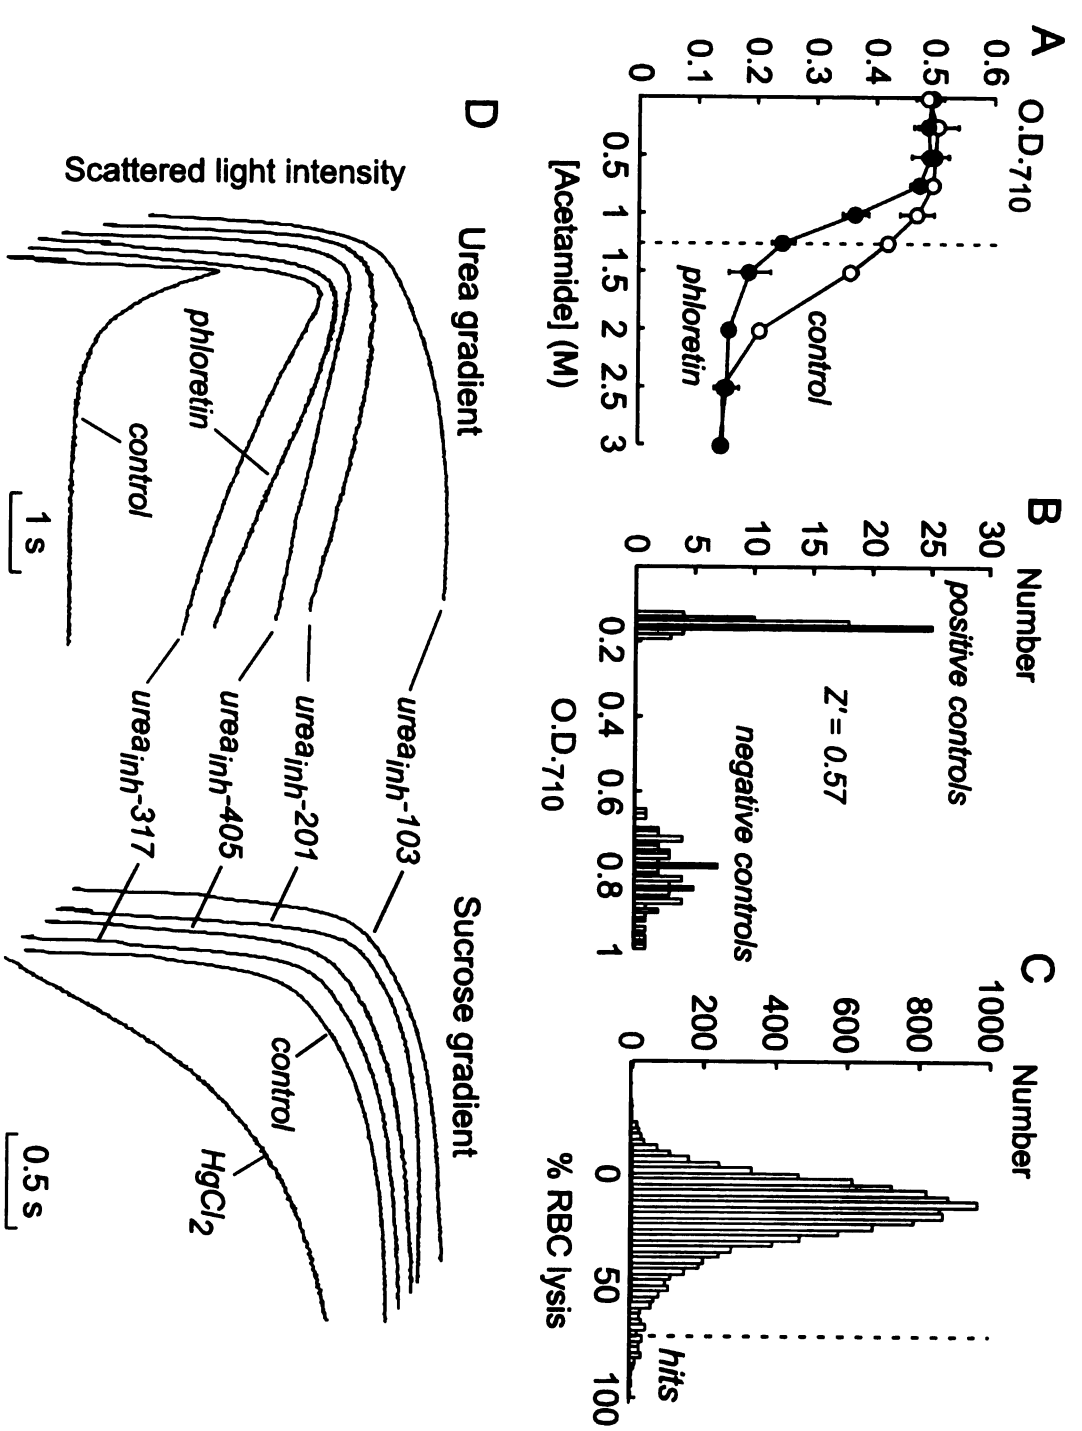 A
O.D.710
0.6
0.5
0.4
0.3
0.2
0.1
0
0.5
1
1.5
2
2.5
3
[Acetamide] (M)
control
phloretin
B
Number
30
25
20
15
10
5
0
positive controls
Z' = 0.57
negative controls
0.2
0.4
0.6
0.8
1
O.D.710
C
Number
1000
800
600
400
200
0
hits
0
50
100
% RBC lysis
D
Urea gradient
Scattered light intensity
phloretin
control
1 s
ureainh-103
ureainh-201
ureainh-405
ureainh-317
Sucrose gradient
control
HgCl2
0.5 s